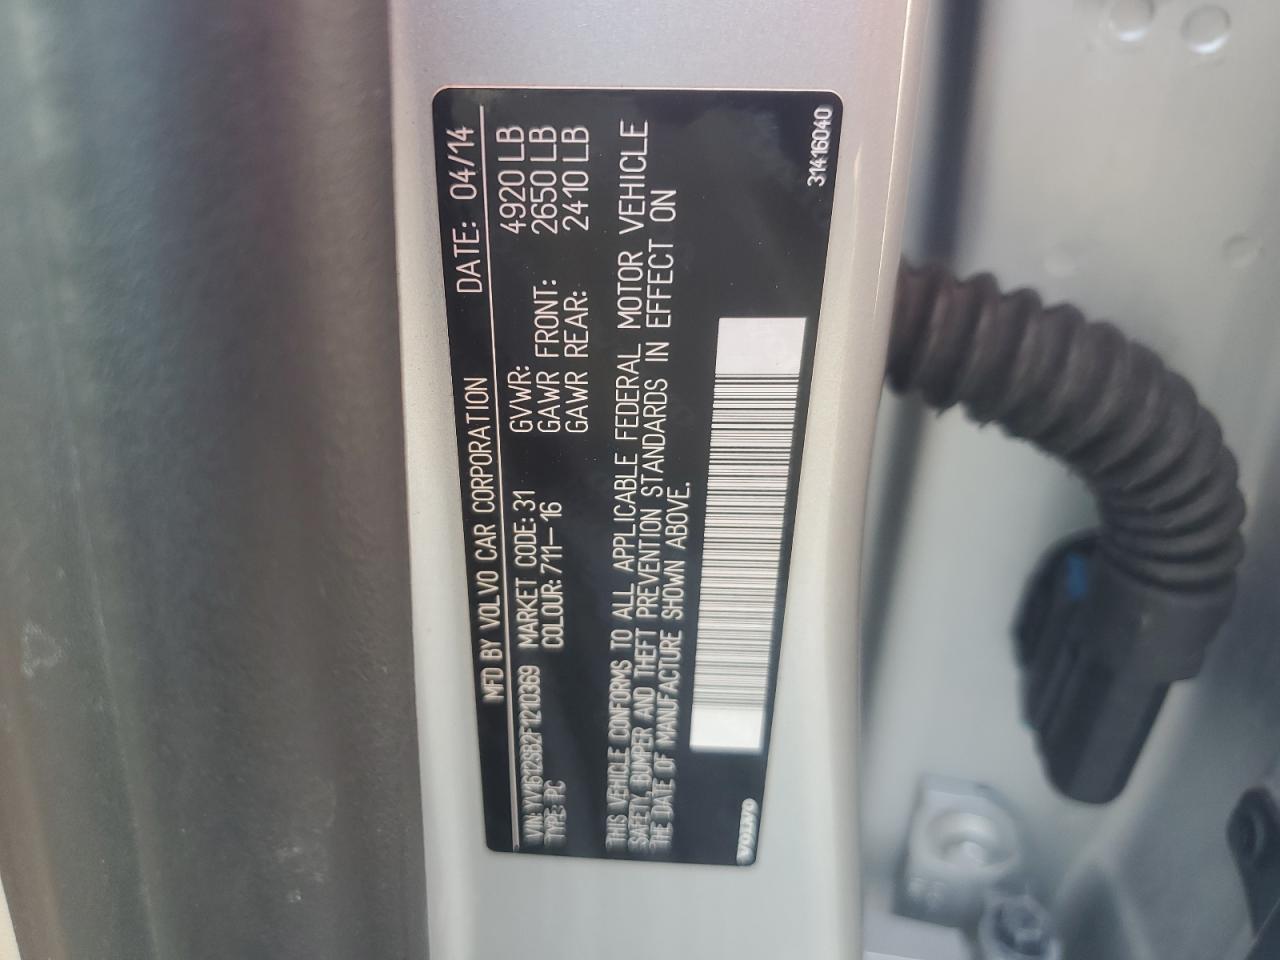 MFD BY VOLVO CAR CORPORATION DATE: 04/14
VIN: YV1612SB2F1210369 MARKET CODE: 31 GVWR: 4920 LB
TYPE: PC COLOUR: 711-16 GAWR FRONT: 2650 LB
GAWR REAR: 2410 LB
THIS VEHICLE CONFORMS TO ALL APPLICABLE FEDERAL MOTOR VEHICLE
SAFETY, BUMPER AND THEFT PREVENTION STANDARDS IN EFFECT ON
THE DATE OF MANUFACTURE SHOWN ABOVE.
VOLVO 31416040